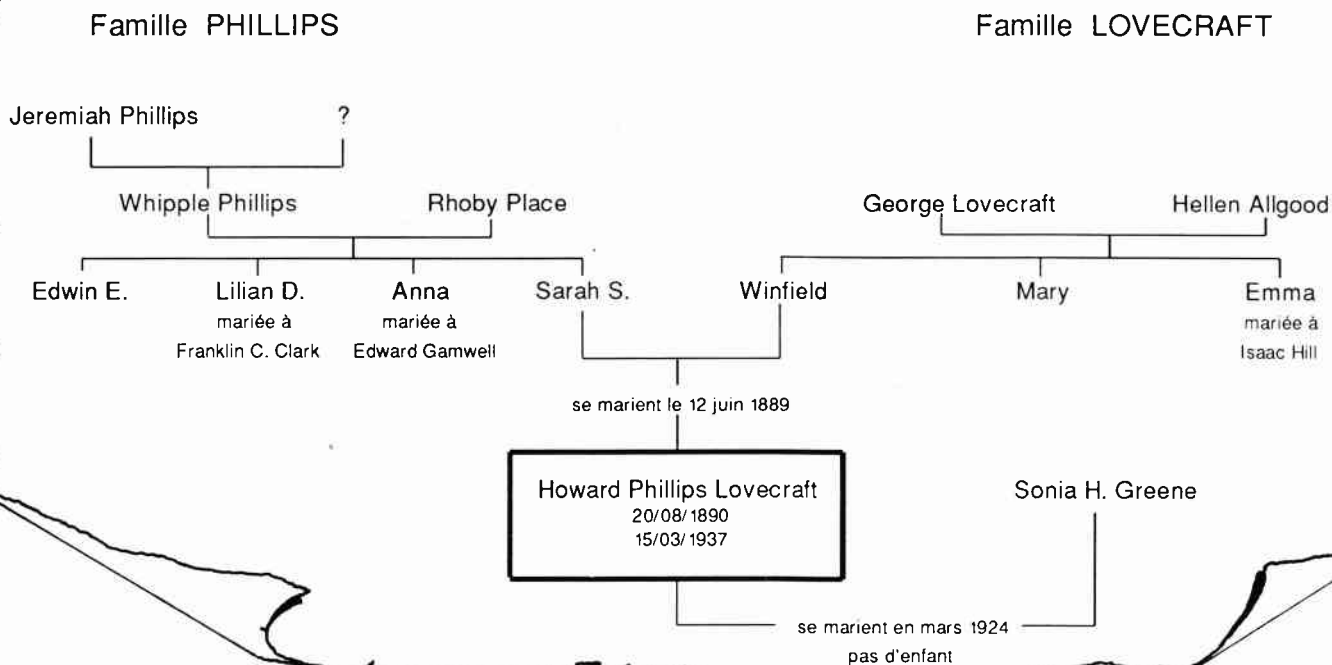 Famille PHILLIPS
Famille LOVECRAFT
Jeremiah Phillips
?
Whipple Phillips
Rhoby Place
George Lovecraft
Hellen Allgood
Edwin E.
Lilian D.
mariée à
Franklin C. Clark
Anna
mariée à
Edward Gamwell
Sarah S.
Winfield
Mary
Emma
mariée à
Isaac Hill
se marient le 12 juin 1889
Howard Phillips Lovecraft
20/08/1890
15/03/1937
Sonia H. Greene
se marient en mars 1924
pas d'enfant